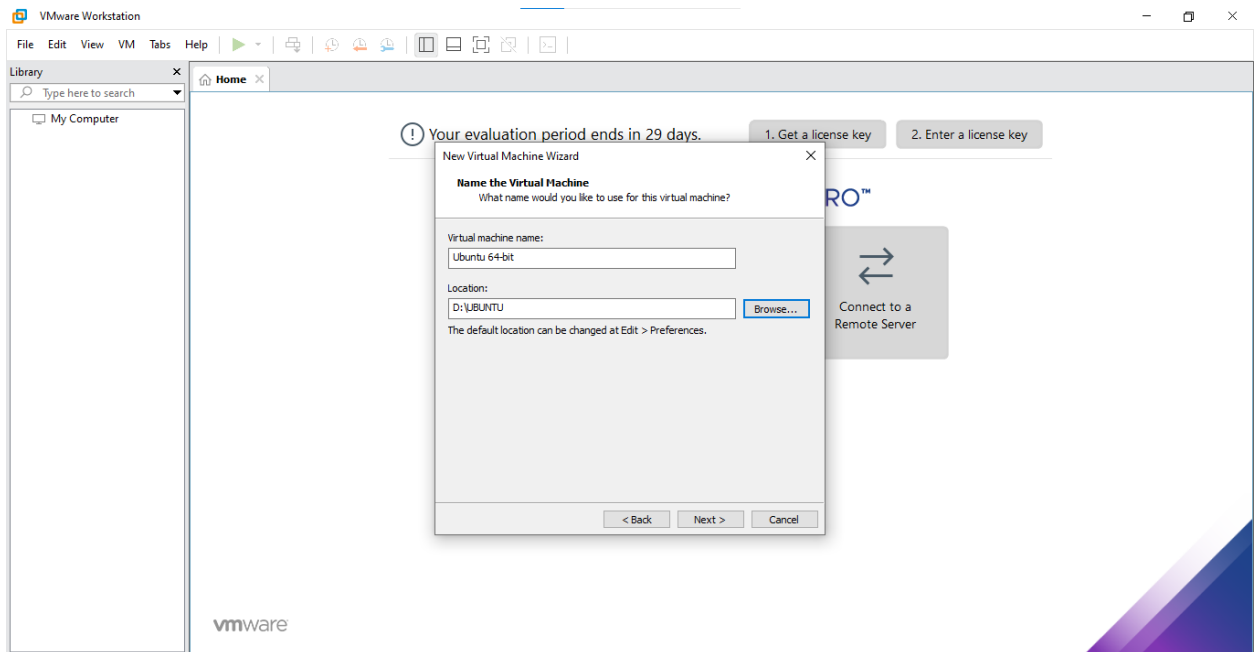 VMware Workstation
File Edit View VM Tabs Help
Library
Type here to search
My Computer
Home
Your evaluation period ends in 29 days.
1. Get a license key
2. Enter a license key
RO™
New Virtual Machine Wizard
Name the Virtual Machine
What name would you like to use for this virtual machine?
Virtual machine name:
Ubuntu 64-bit
Location:
D:\UBUNTU
Browse...
The default location can be changed at Edit > Preferences.
< Back
Next >
Cancel
Connect to a
Remote Server
vmware